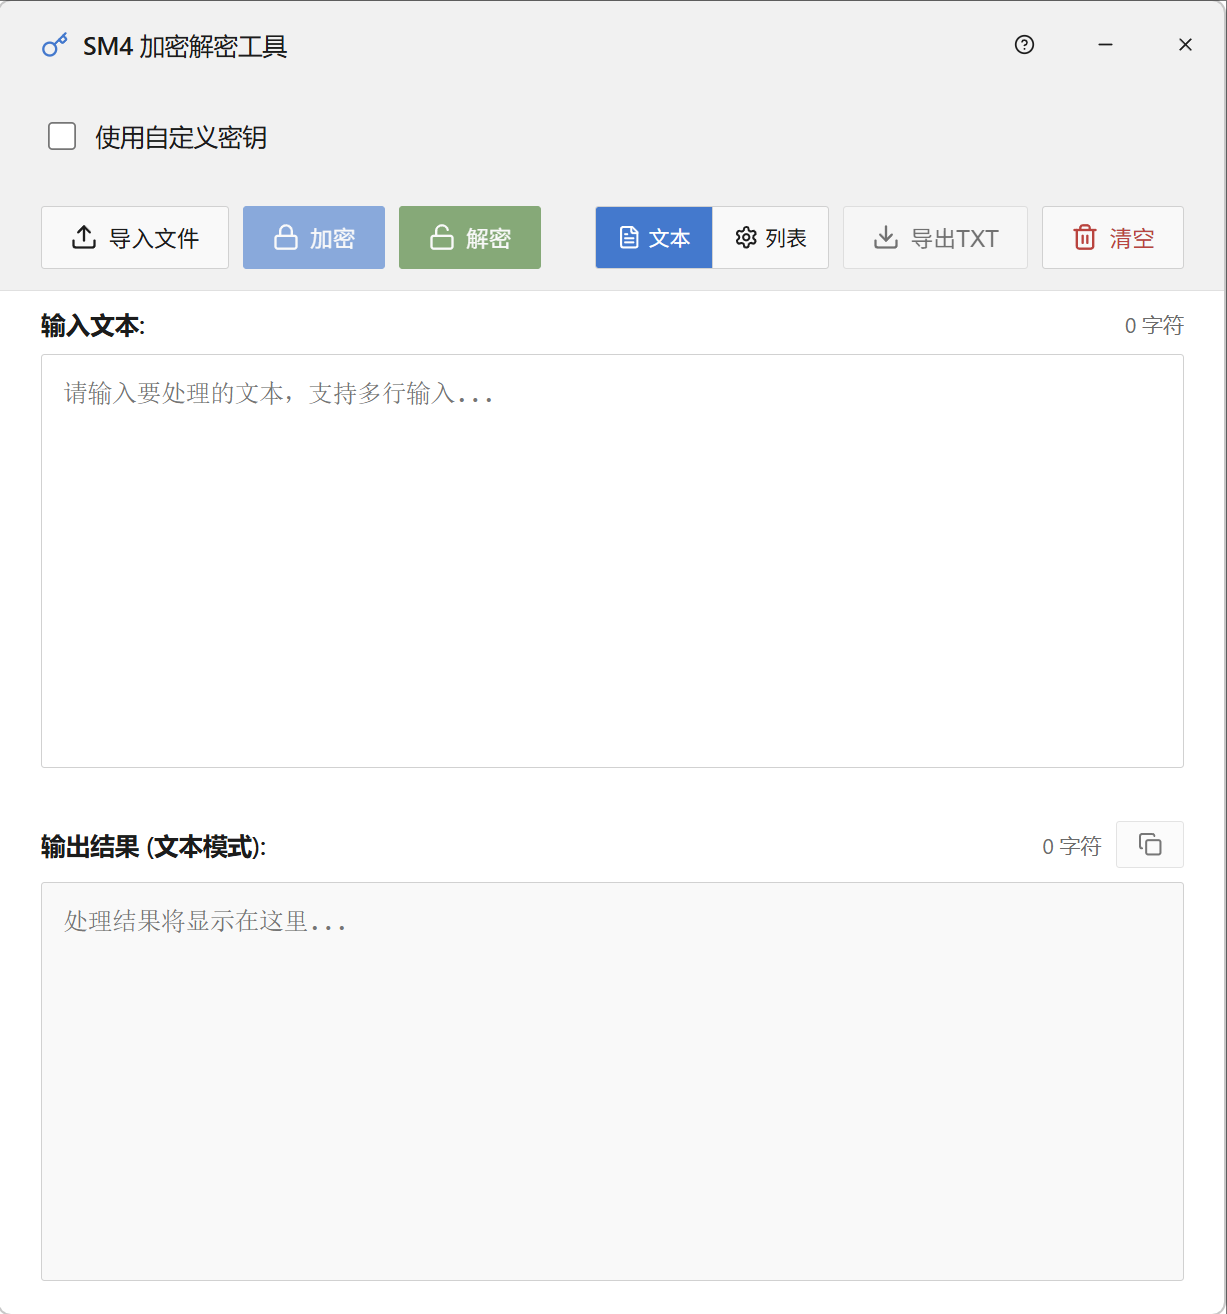 SM4 加密解密工具
使用自定义密钥
导入文件 加密 解密 文本 列表 导出TXT 清空
输入文本: 0 字符
请输入要处理的文本，支持多行输入...
输出结果 (文本模式): 0 字符
处理结果将显示在这里...